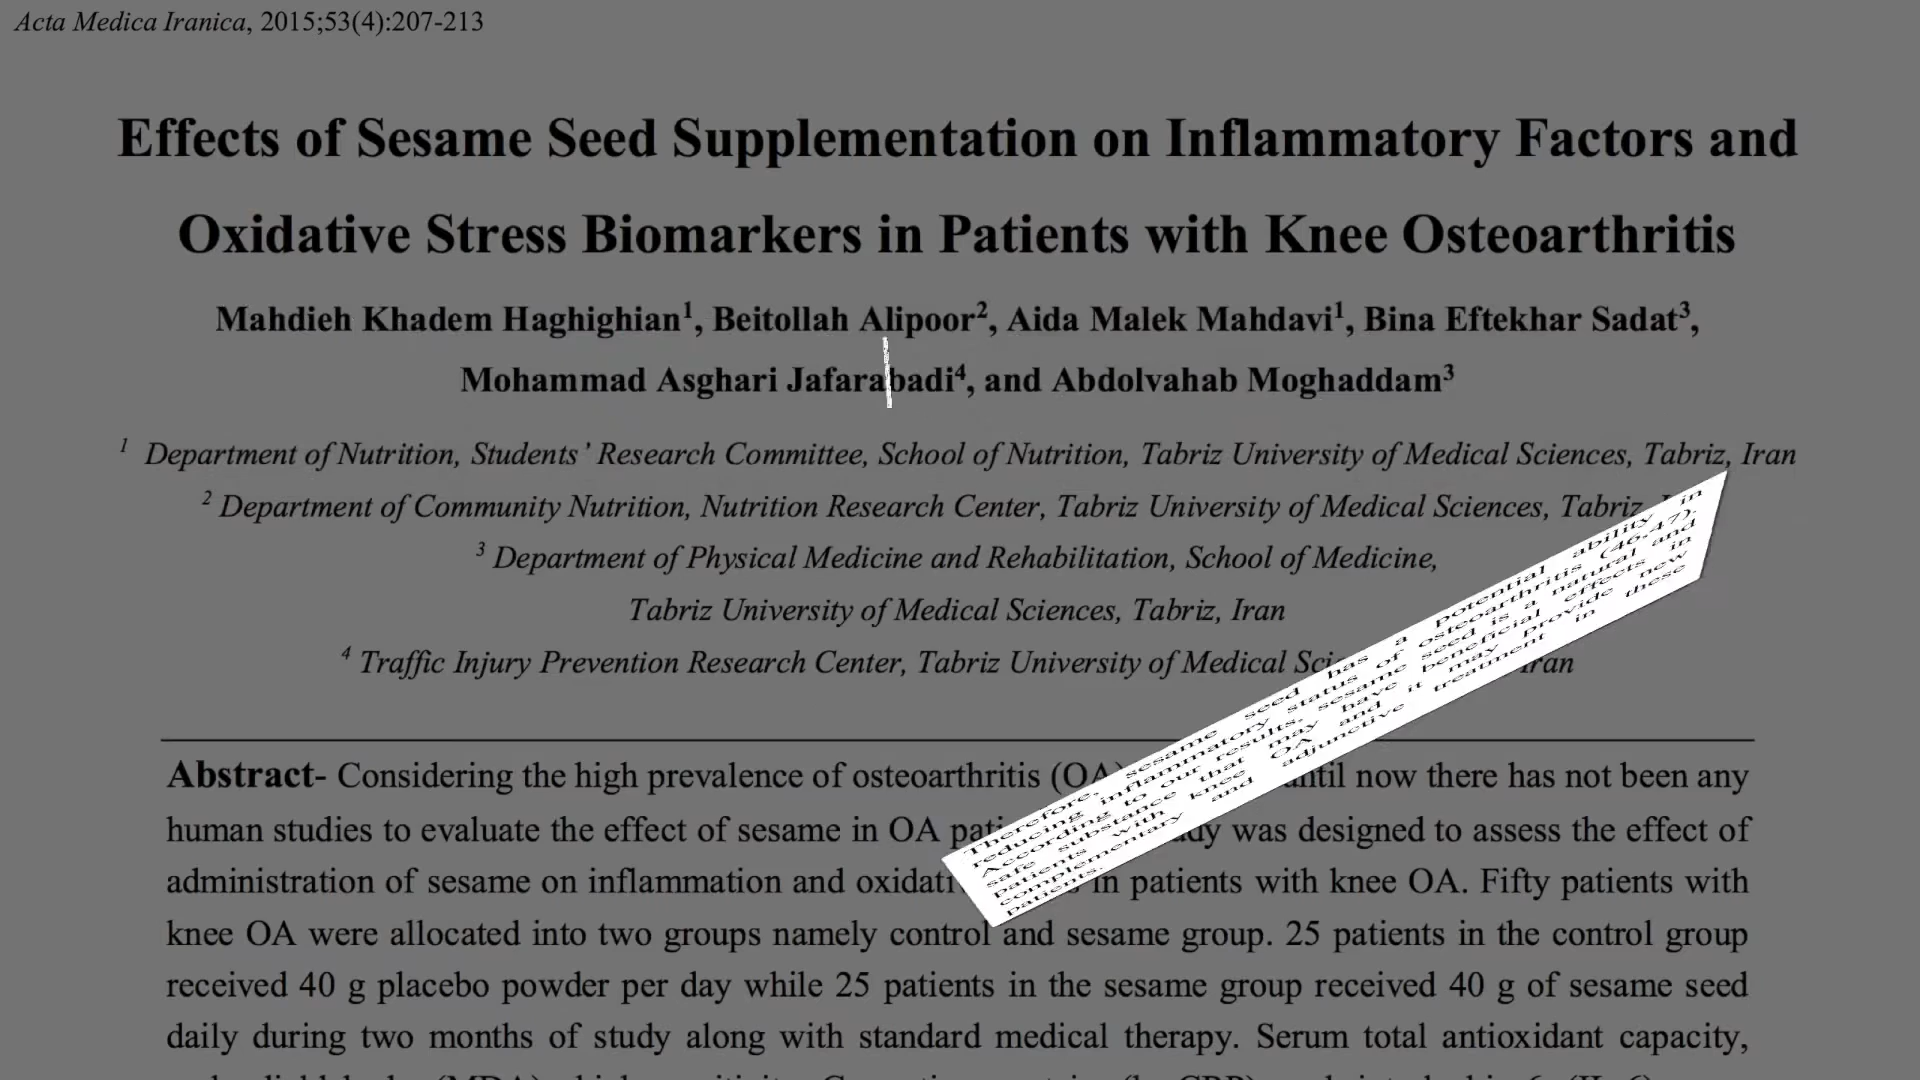 Acta Medica Iranica, 2015;53(4):207-213
Effects of Sesame Seed Supplementation on Inflammatory Factors and
Oxidative Stress Biomarkers in Patients with Knee Osteoarthritis
Mahdieh Khadem Haghighian1, Beitollah Alipoor2, Aida Malek Mahdavi1, Bina Eftekhar Sadat3,
Mohammad Asghari Jafarabadi4, and Abdolvahab Moghaddam3
1 Department of Nutrition, Students’ Research Committee, School of Nutrition, Tabriz University of Medical Sciences, Tabriz, Iran
2 Department of Community Nutrition, Nutrition Research Center, Tabriz University of Medical Sciences, Tabriz,
3 Department of Physical Medicine and Rehabilitation, School of Medicine,
Tabriz University of Medical Sciences, Tabriz, Iran
4 Traffic Injury Prevention Research Center, Tabriz University of Medical Iran
Abstract- Considering the high prevalence of osteoarthritis (OA) until now there has not been any
human studies to evaluate the effect of sesame in OA was designed to assess the effect of
administration of sesame on inflammation and in patients with knee OA. Fifty patients with
knee OA were allocated into two groups namely control and sesame group. 25 patients in the control group
received 40 g placebo powder per day while 25 patients in the sesame group received 40 g of sesame seed
daily during two months of study along with standard medical therapy. Serum total antioxidant capacity,
Therefore, sesame seed has a potential ability in
reducing inflammatory status of osteoarthritis (46,47).
According to our results, sesame seed is a natural and
safe substance that may have beneficial effects in
patients with knee OA and it may provide new
complementary and adjunctive treatment in these
patients.